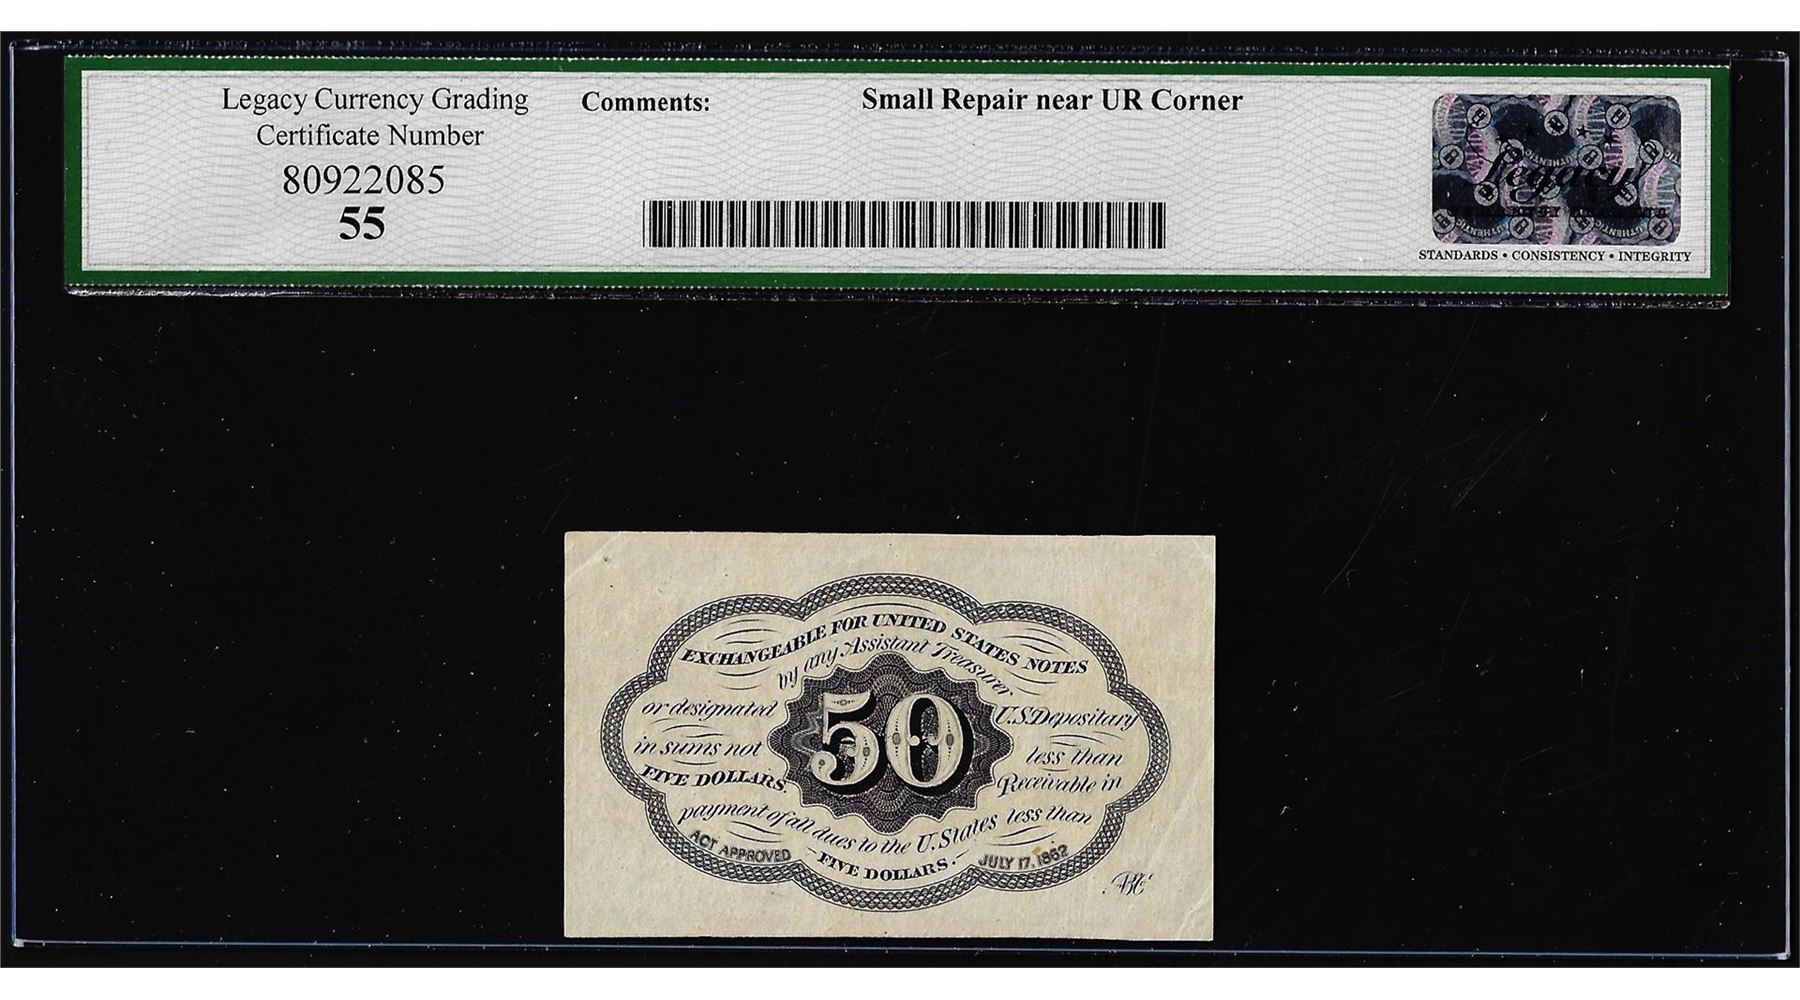 Legacy Currency Grading
Certificate Number
80922085
55
Comments:
Small Repair near UR Corner
Legacy
STANDARDS • CONSISTENCY • INTEGRITY
EXCHANGEABLE FOR UNITED STATES NOTES
by any Assistant Treasurer
or designated U.S. Depositary
in sums not less than
FIVE DOLLARS. Receivable in
payment of all dues to the U. States less than
FIVE DOLLARS.
50
ACT APPROVED JULY 17, 1862
ABCo